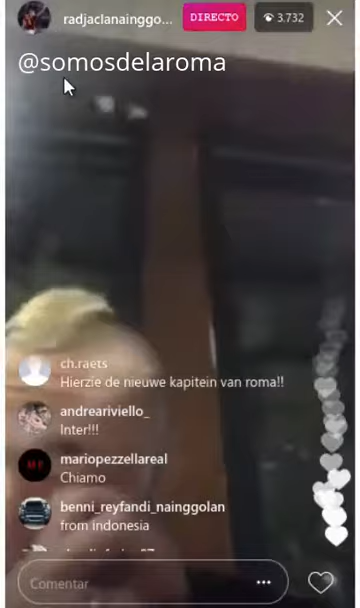 radjaclanainggo...
DIRECTO
3.732
@somosdelaroma
ch.raets
Hierzie de nieuwe kapitein van roma!!
andreariviello_
Inter!!!
mariopezzellareal
Chiamo
benni_reyfandi_nainggolan
from indonesia
Comentar